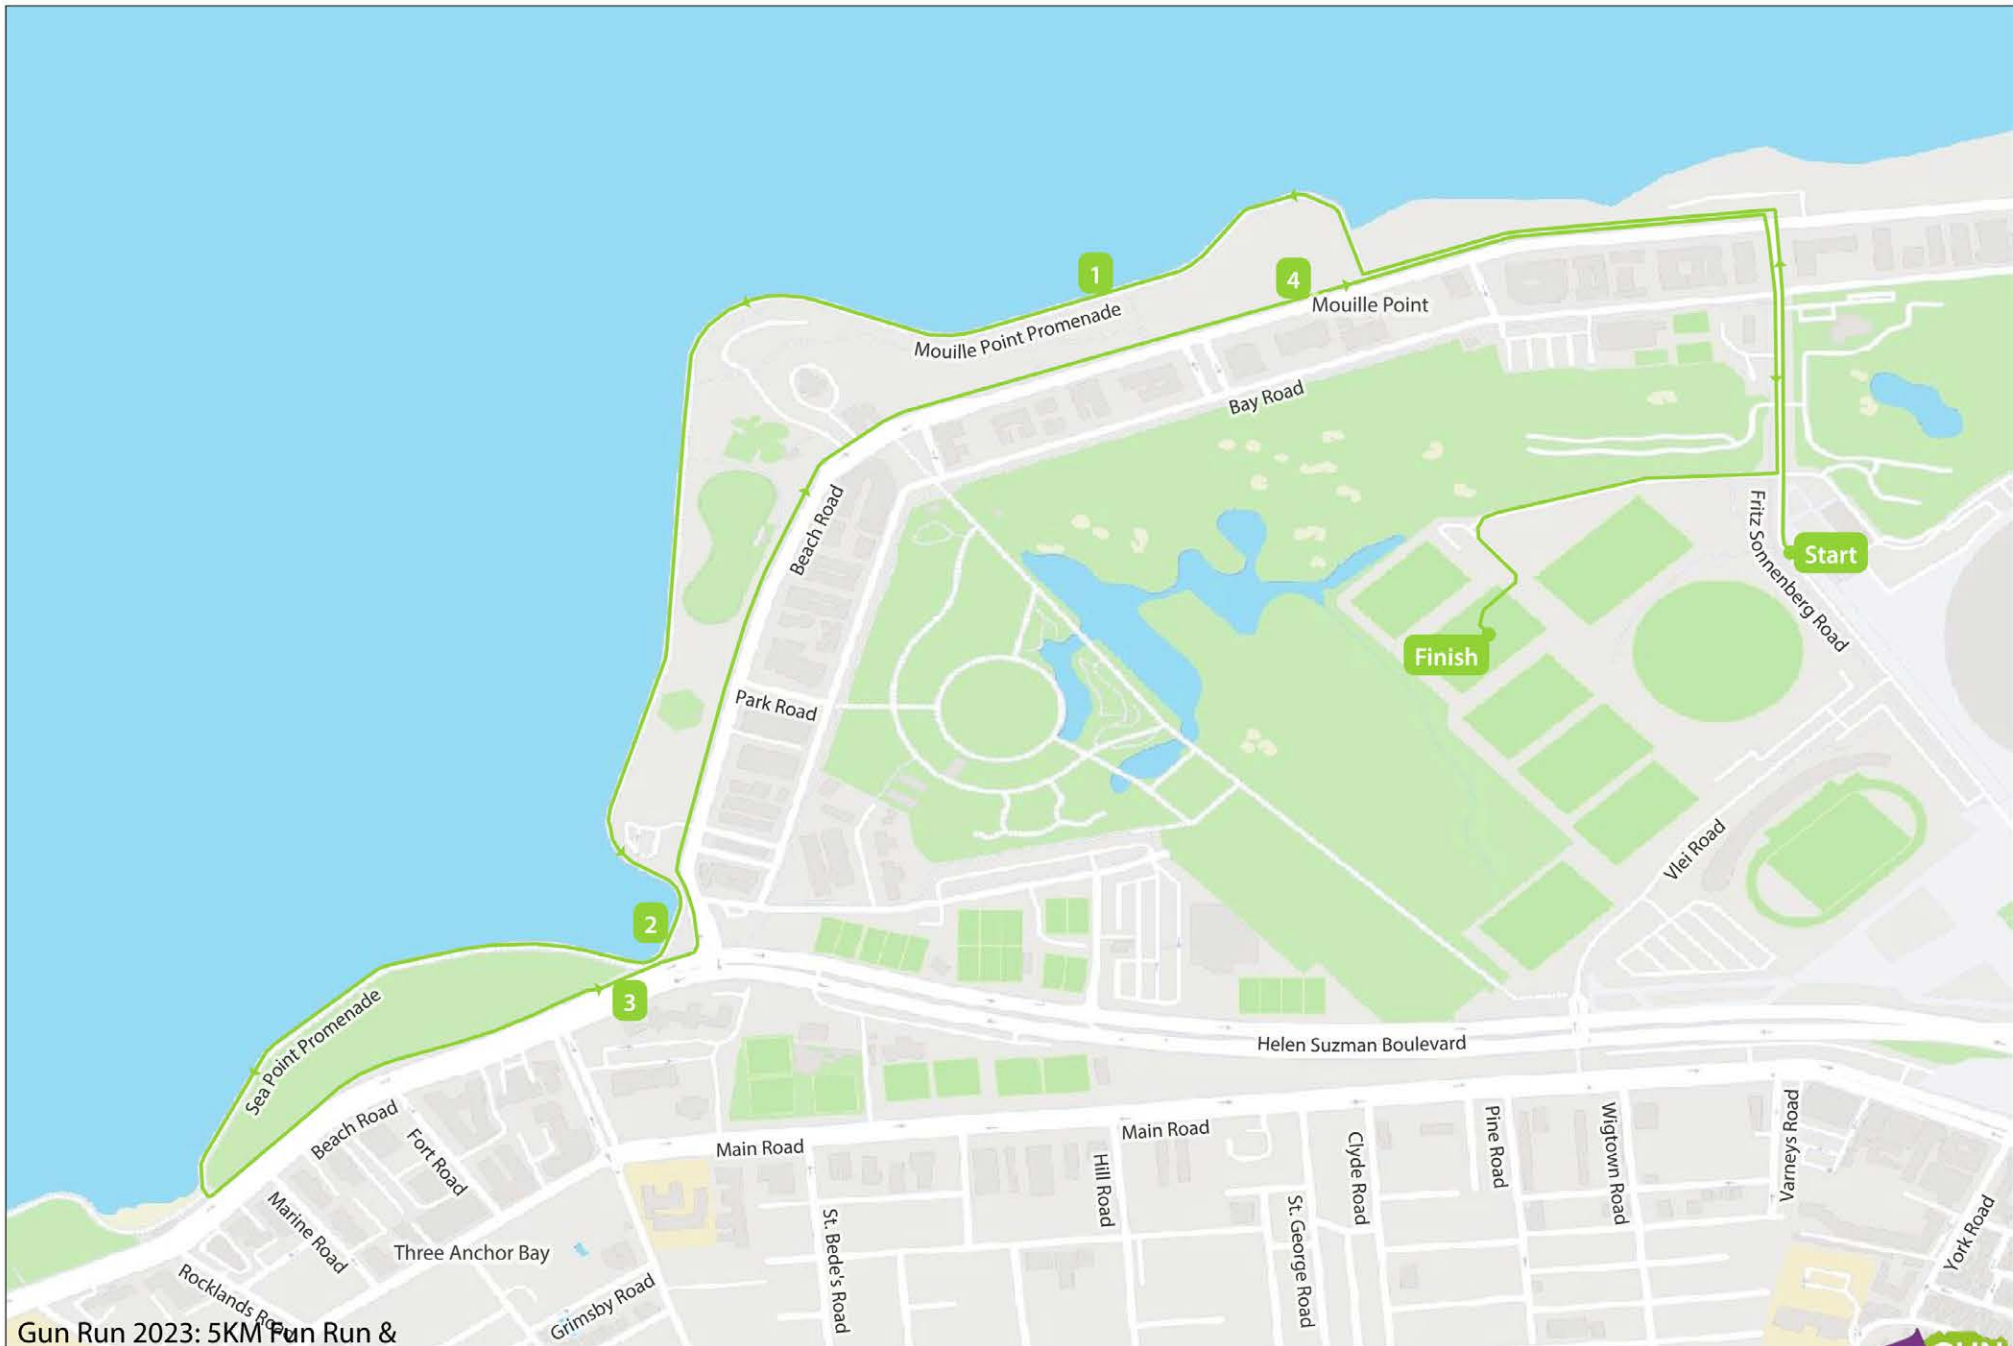 1
4
Mouille Point
Mouille Point Promenade
Bay Road
Beach Road
Fritz Sonnenberg Road
Start
Finish
Park Road
Vlei Road
2
3
Sea Point Promenade
Helen Suzman Boulevard
Beach Road
Fort Road
Main Road
Main Road
Hill Road
Clyde Road
Pine Road
Wigtown Road
Varneys Road
Marine Road
Three Anchor Bay
St. Bede's Road
St. George Road
York Road
Rocklands Road
Grimsby Road
Gun Run 2023: 5KM Fun Run &